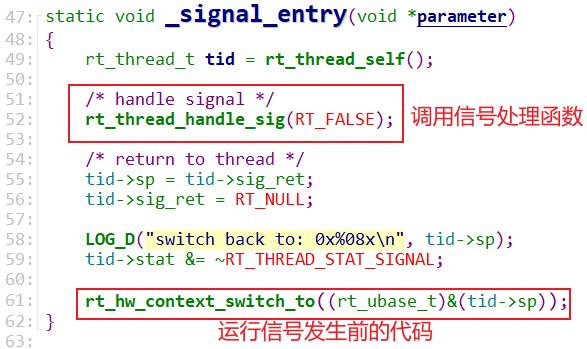 47: static void _signal_entry(void *parameter)
48: {
49:     rt_thread_t tid = rt_thread_self();
50:
51:     /* handle signal */
52:     rt_thread_handle_sig(RT_FALSE);
调用信号处理函数
53:
54:     /* return to thread */
55:     tid->sp = tid->sig_ret;
56:     tid->sig_ret = RT_NULL;
57:
58:     LOG_D("switch back to: 0x%08x\n", tid->sp);
59:     tid->stat &= ~RT_THREAD_STAT_SIGNAL;
60:
61:     rt_hw_context_switch_to((rt_ubase_t)&(tid->sp));
62: }
运行信号发生前的代码
63: